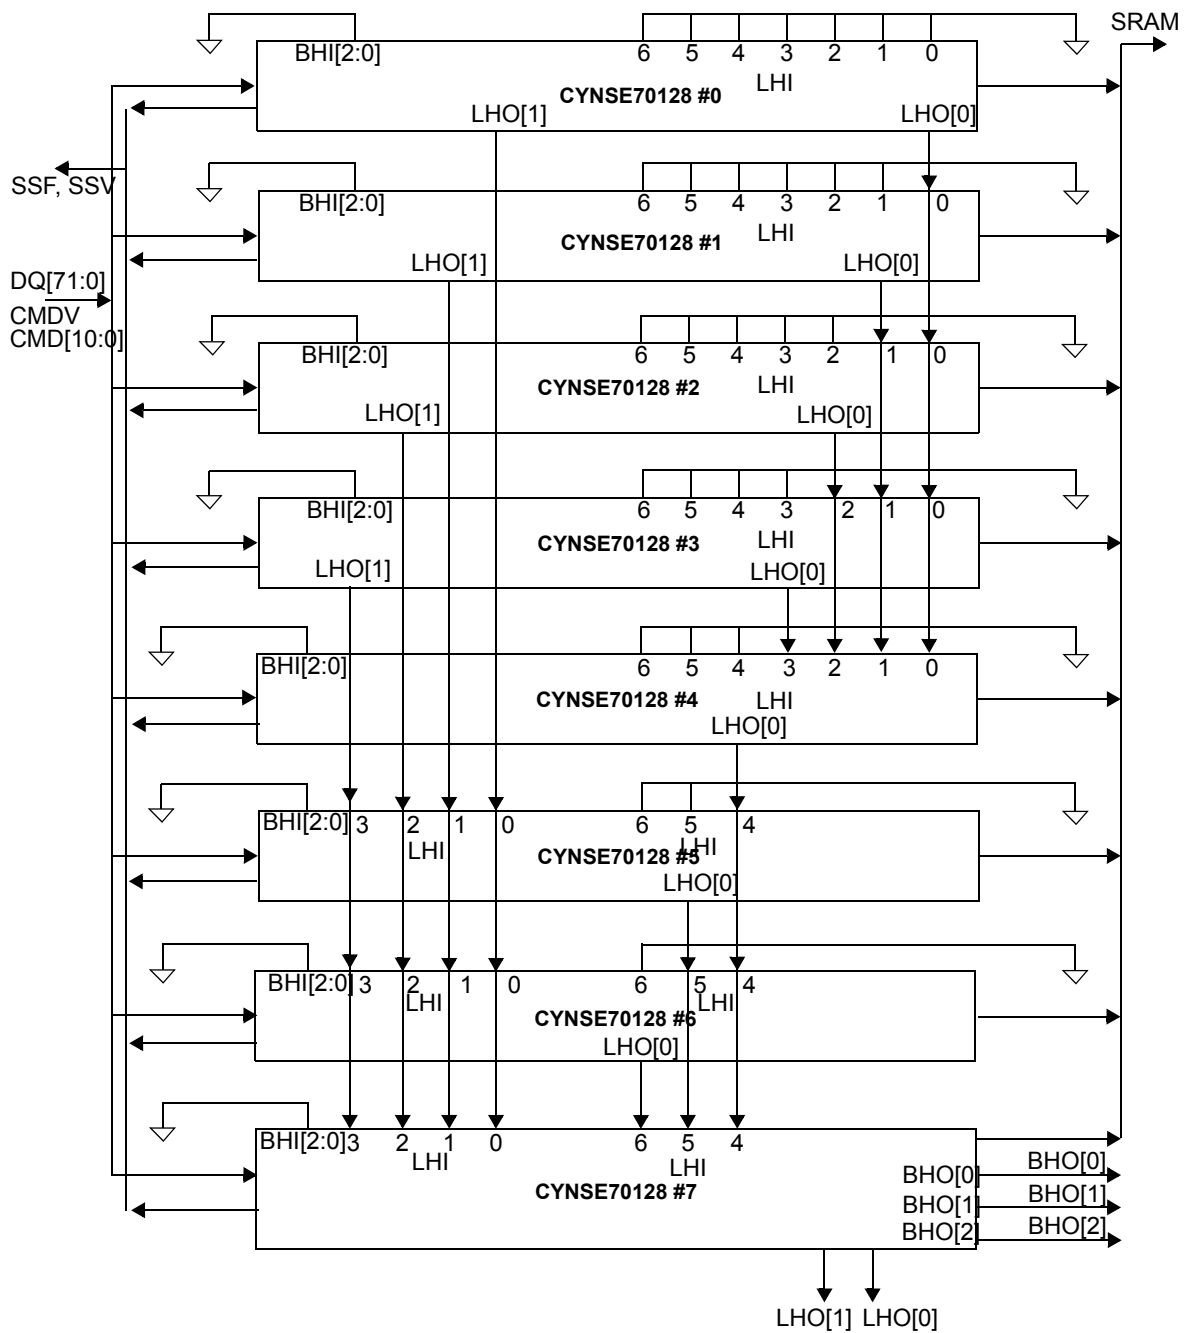 SRAM
BHI[2:0] 6 5 4 3 2 1 0
LHI
CYNSE70128 #0
LHO[1] LHO[0]
SSF, SSV
BHI[2:0] 6 5 4 3 2 1 0
LHI
CYNSE70128 #1
LHO[1] LHO[0]
DQ[71:0]
CMDV
CMD[10:0]
BHI[2:0] 6 5 4 3 2 1 0
LHI
CYNSE70128 #2
LHO[1] LHO[0]
BHI[2:0] 6 5 4 3 2 1 0
LHI
CYNSE70128 #3
LHO[1] LHO[0]
BHI[2:0] 6 5 4 3 2 1 0
LHI
CYNSE70128 #4
LHO[0]
BHI[2:0] 3 2 1 0 6 5 4
LHI LHI
CYNSE70128 #5
LHO[0]
BHI[2:0] 3 2 1 0 6 5 4
LHI LHI
CYNSE70128 #6
LHO[0]
BHI[2:0] 3 2 1 0 6 5 4
LHI LHI
CYNSE70128 #7
BHO[0] BHO[0]
BHO[1] BHO[1]
BHO[2] BHO[2]
LHO[1] LHO[0]